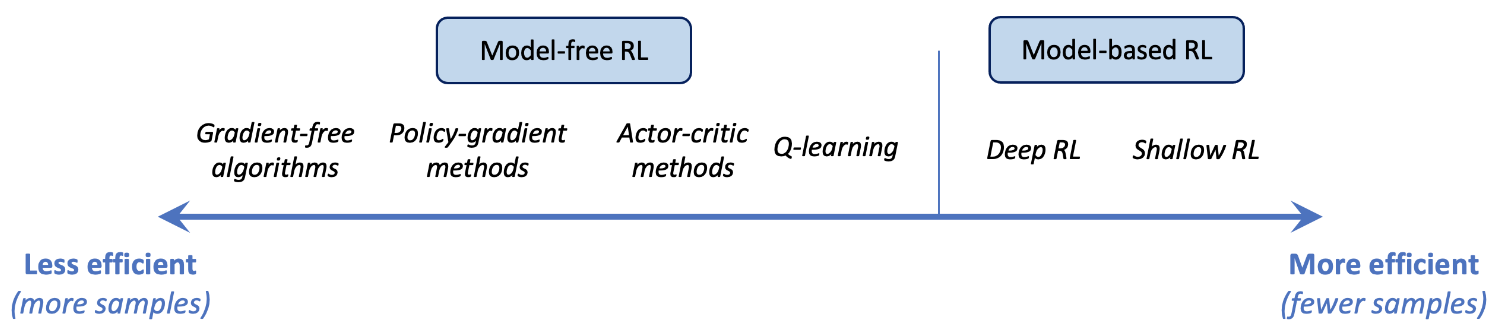 Model-free RL
Model-based RL
Gradient-free
algorithms
Policy-gradient
methods
Actor-critic
methods
Q-learning
Deep RL
Shallow RL
Less efficient
(more samples)
More efficient
(fewer samples)